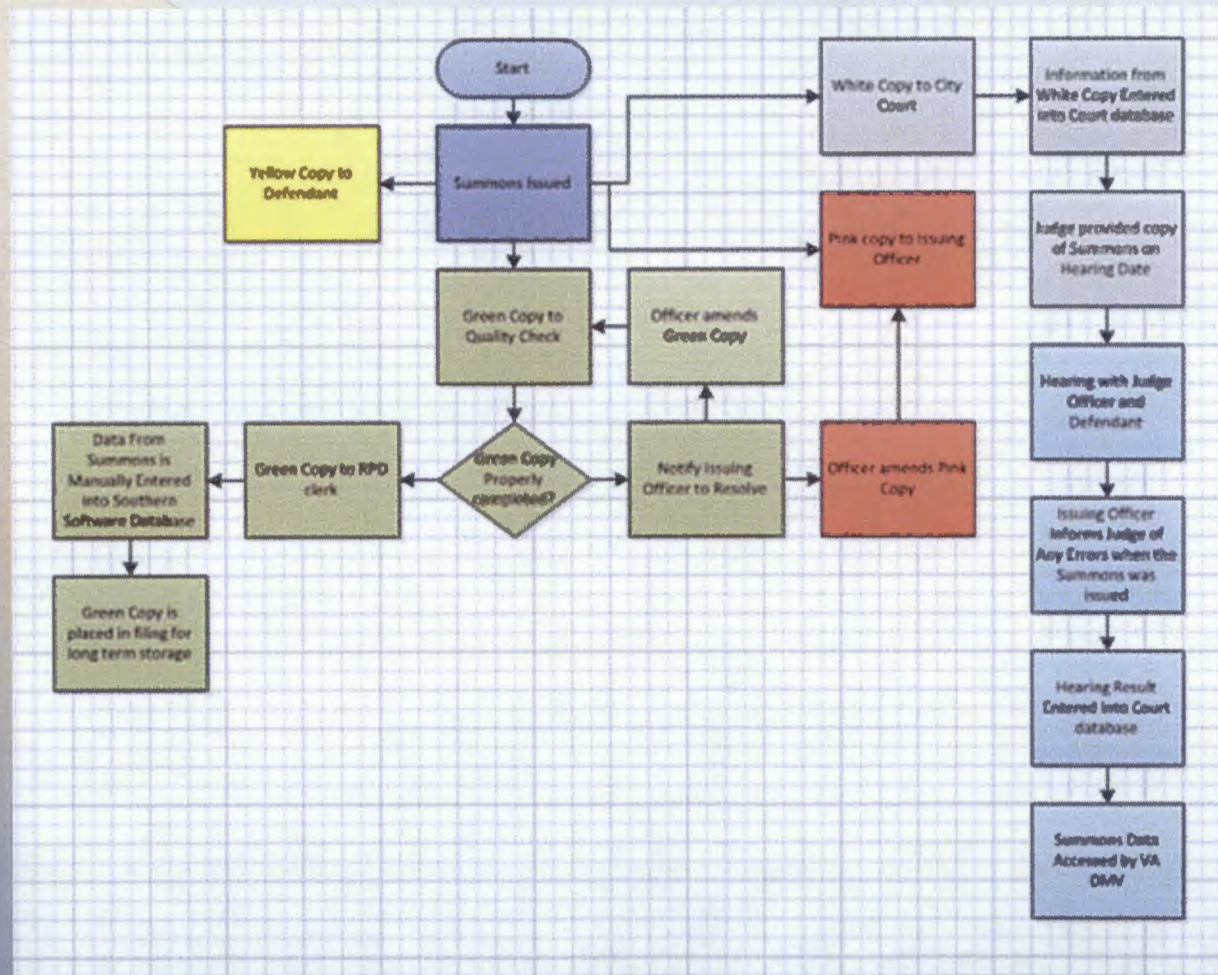 Start
White Copy to City
Court
Information from
White Copy Entered
into Court database
Yellow Copy to
Defendant
Summons Issued
Pink copy to Issuing
Officer
Judge provided copy
of Summons on
Hearing Date
Green Copy to
Quality Check
Officer amends
Green Copy
Hearing with Judge
Officer and
Defendant
Data From
Summons is
Manually Entered
into Southern
Software Database
Green Copy to RPD
clerk
Green Copy
Properly
completed?
Notify Issuing
Officer to Resolve
Officer amends Pink
Copy
Issuing Officer
Informs Judge of
Any Errors when the
Summons was
issued
Green Copy is
placed in filing for
long term storage
Hearing Result
Entered into Court
database
Summons Data
Accessed by VA
DMV